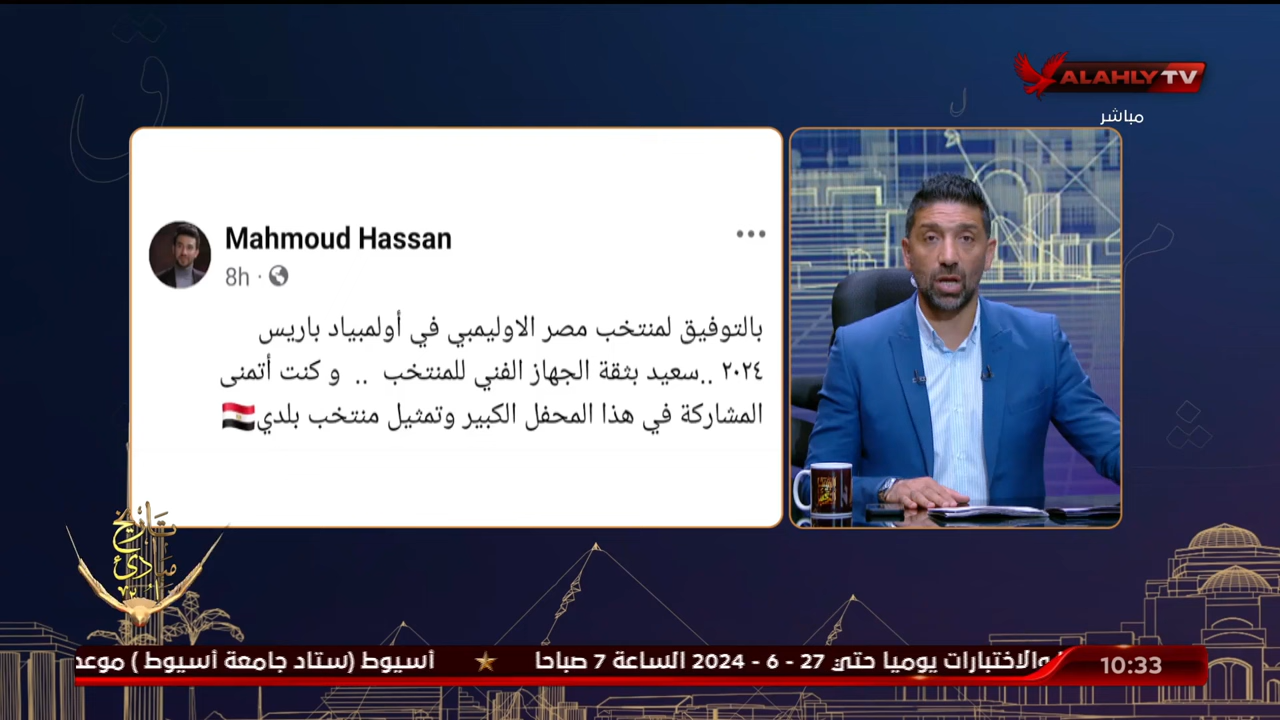 ALAHLY TV
مباشر
Mahmoud Hassan
8h ·
بالتوفيق لمنتخب مصر الاوليمبي في أولمبياد باريس
٢٠٢٤ ..سعيد بثقة الجهاز الفني للمنتخب .. و كنت أتمنى
المشاركة في هذا المحفل الكبير وتمثيل منتخب بلدي🇪🇬
تاريخ
مبادئ
والاختبارات يوميا حتى 27 - 6 - 2024 الساعة 7 صباحا ★ أسيوط (ستاد جامعة أسيوط ) موعد
10:33